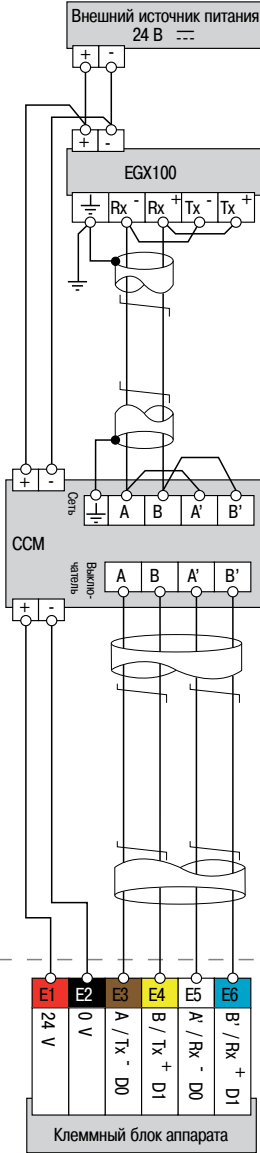 Внешний источник питания
24 В
+ -
+ -
EGX100
Rx - Rx + Tx - Tx +
+ -
Сеть
A B A' B'
CCM
Выклю-
чатель
A B A' B'
+ -
E1 E2 E3 E4 E5 E6
24 V
0 V
A / Tx - D0
B / Tx + D1
A' / Rx - D0
B' / Rx + D1
Клеммный блок аппарата